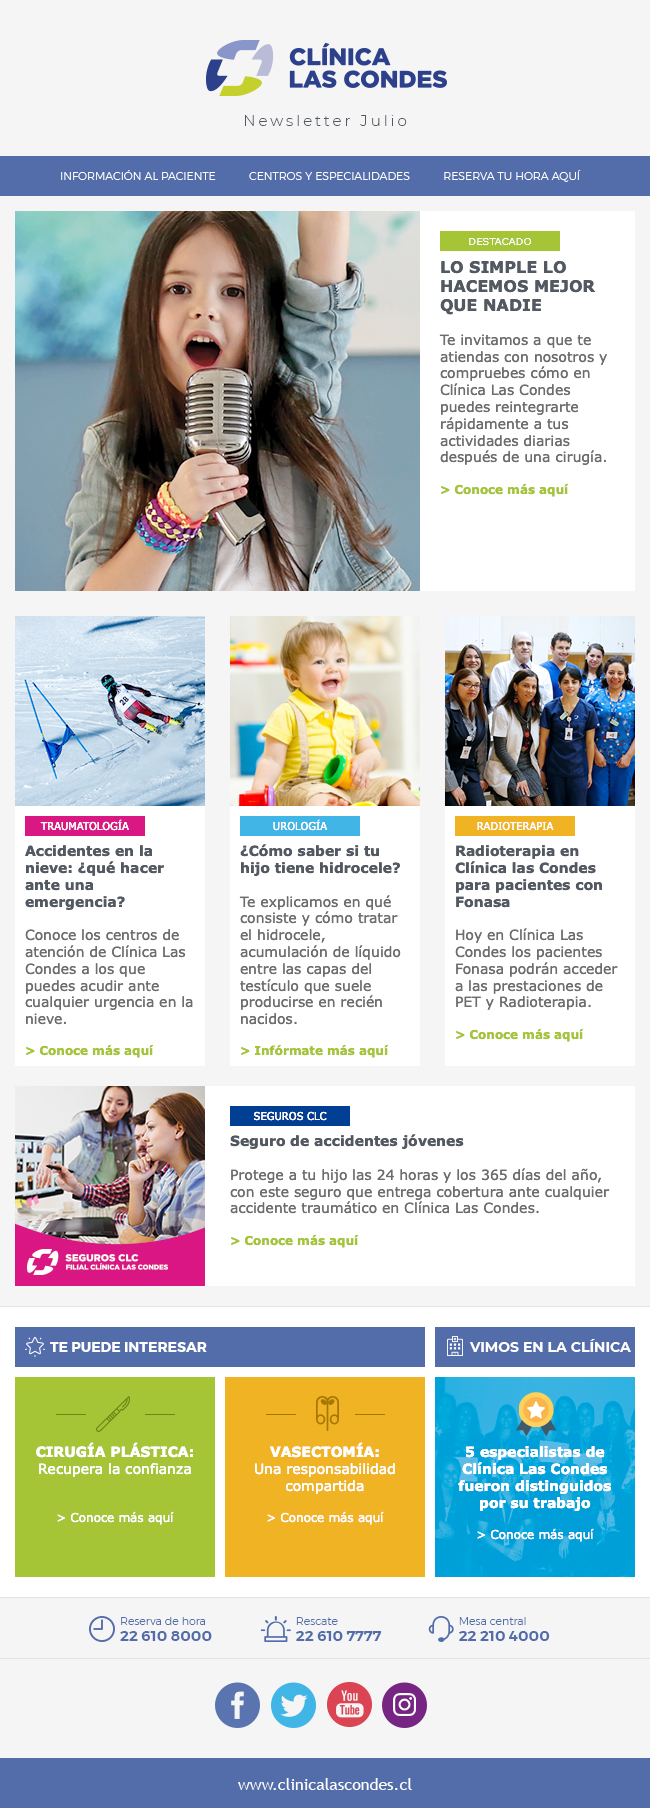 CLÍNICA
LAS CONDES
Newsletter Julio
INFORMACIÓN AL PACIENTE
CENTROS Y ESPECIALIDADES
RESERVA TU HORA AQUÍ
DESTACADO
LO SIMPLE LO
HACEMOS MEJOR
QUE NADIE
Te invitamos a que te
atiendas con nosotros y
compruebes cómo en
Clínica Las Condes
puedes reintegrarte
rápidamente a tus
actividades diarias
después de una cirugía.
> Conoce más aquí
28
TRAUMATOLOGÍA
Accidentes en la
nieve: ¿qué hacer
ante una
emergencia?
Conoce los centros de
atención de Clínica Las
Condes a los que
puedes acudir ante
cualquier urgencia en la
nieve.
> Conoce más aquí
UROLOGÍA
¿Cómo saber si tu
hijo tiene hidrocele?
Te explicamos en qué
consiste y cómo tratar
el hidrocele,
acumulación de líquido
entre las capas del
testículo que suele
producirse en recién
nacidos.
> Infórmate más aquí
RADIOTERAPIA
Radioterapia en
Clínica las Condes
para pacientes con
Fonasa
Hoy en Clínica Las
Condes los pacientes
Fonasa podrán acceder
a las prestaciones de
PET y Radioterapia.
> Conoce más aquí
SEGUROS CLC
FILIAL CLÍNICA LAS CONDES
SEGUROS CLC
Seguro de accidentes jóvenes
Protege a tu hijo las 24 horas y los 365 días del año,
con este seguro que entrega cobertura ante cualquier
accidente traumático en Clínica Las Condes.
> Conoce más aquí
TE PUEDE INTERESAR
VIMOS EN LA CLÍNICA
CIRUGÍA PLÁSTICA:
Recupera la confianza
> Conoce más aquí
VASECTOMÍA:
Una responsabilidad
compartida
> Conoce más aquí
5 especialistas de
Clínica Las Condes
fueron distinguidos
por su trabajo
> Conoce más aquí
Reserva de hora
22 610 8000
Rescate
22 610 7777
Mesa central
22 210 4000
You
Tube
www.clinicalascondes.cl